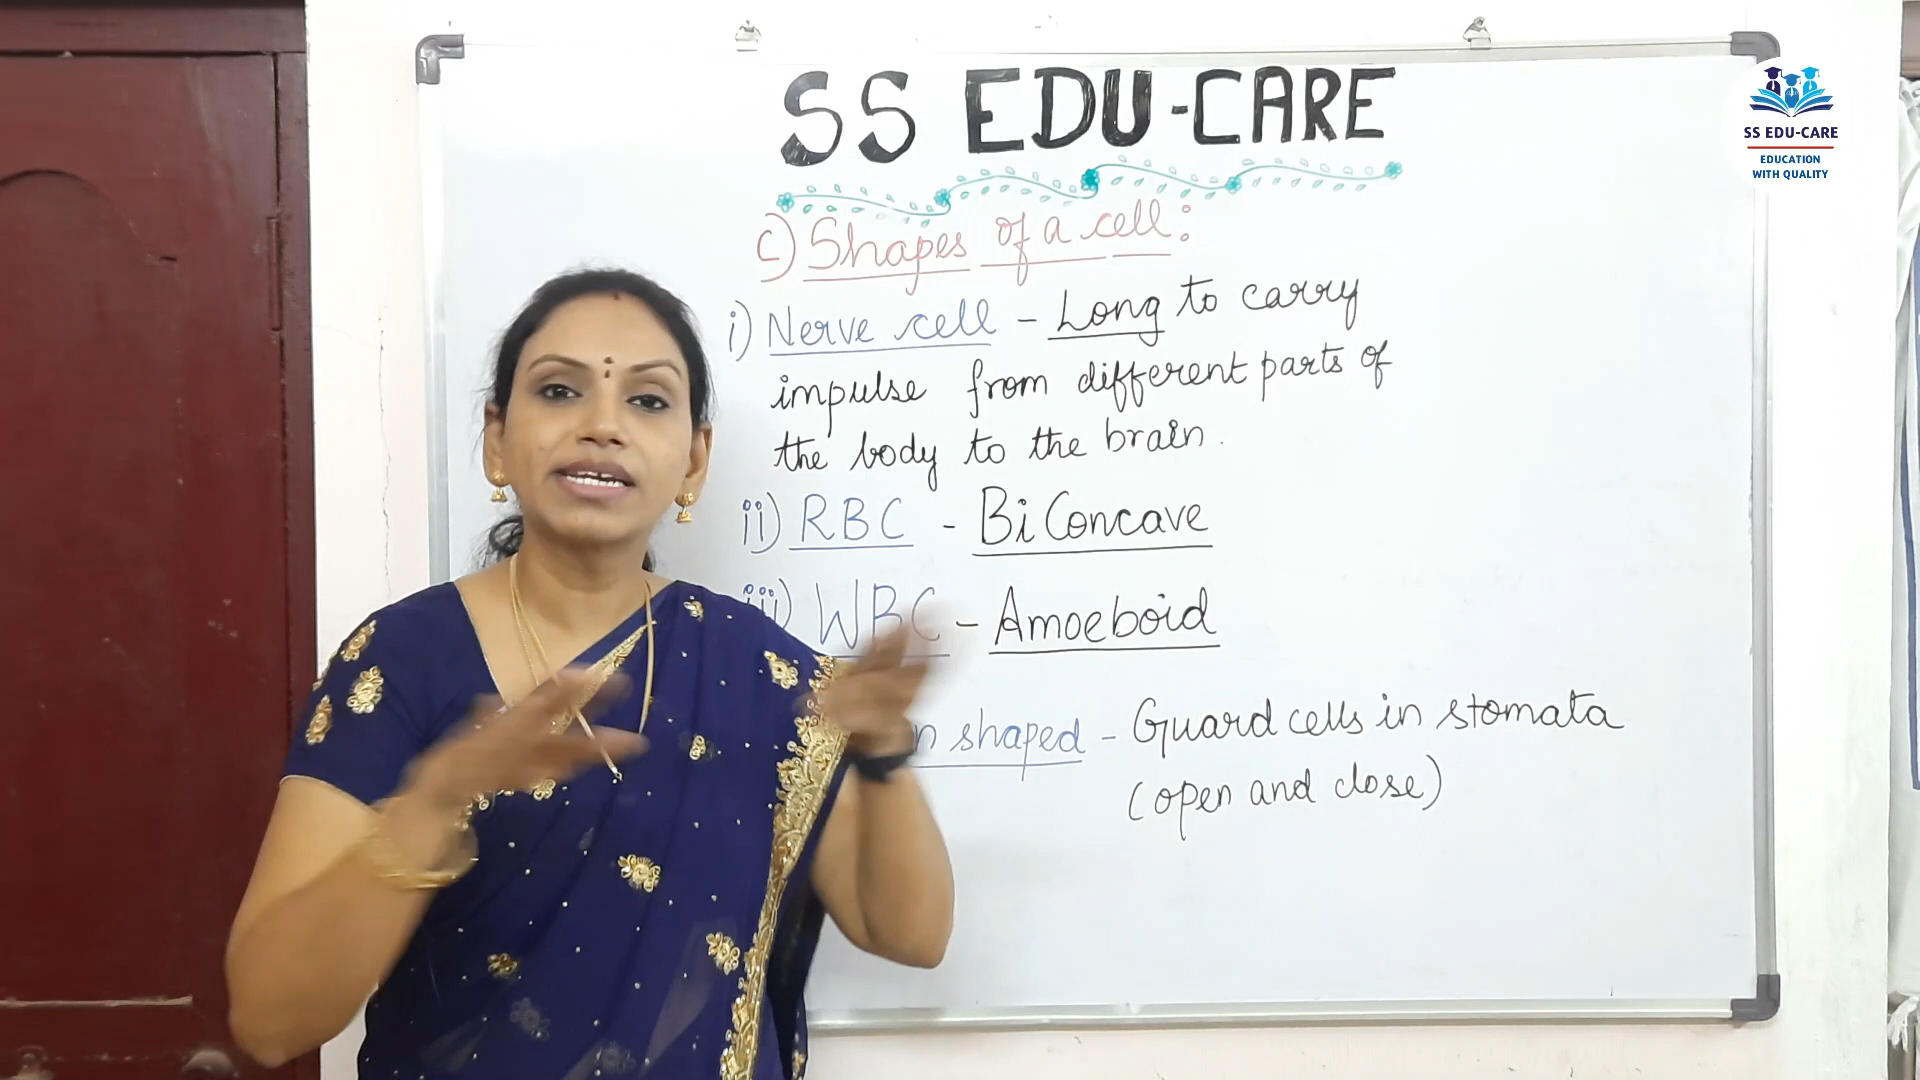 SS EDU-CARE
SS EDU-CARE
EDUCATION
WITH QUALITY
c) Shapes of a cell:
i) Nerve cell - Long to carry
impulse from different parts of
the body to the brain.
ii) RBC - Bi Concave
iii) WBC - Amoeboid
shaped - Guard cells in stomata
(open and close)